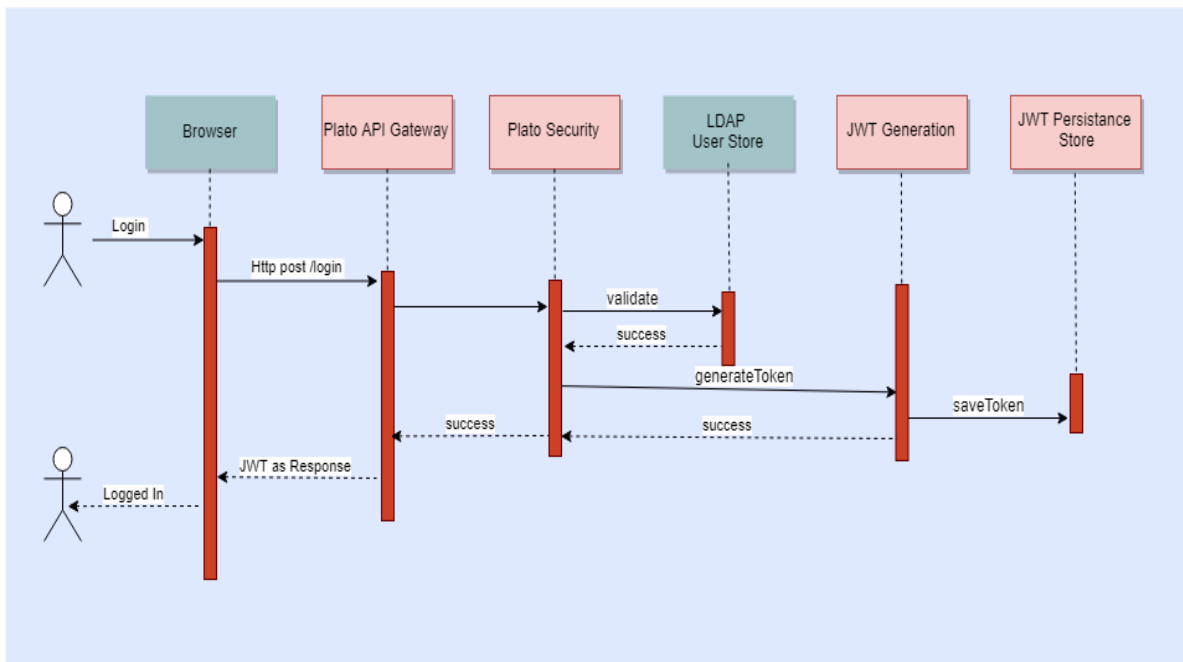 Browser
Plato API Gateway
Plato Security
LDAP
User Store
JWT Generation
JWT Persistance
Store
Login
Http post /login
validate
success
generateToken
saveToken
success
success
JWT as Response
Logged In